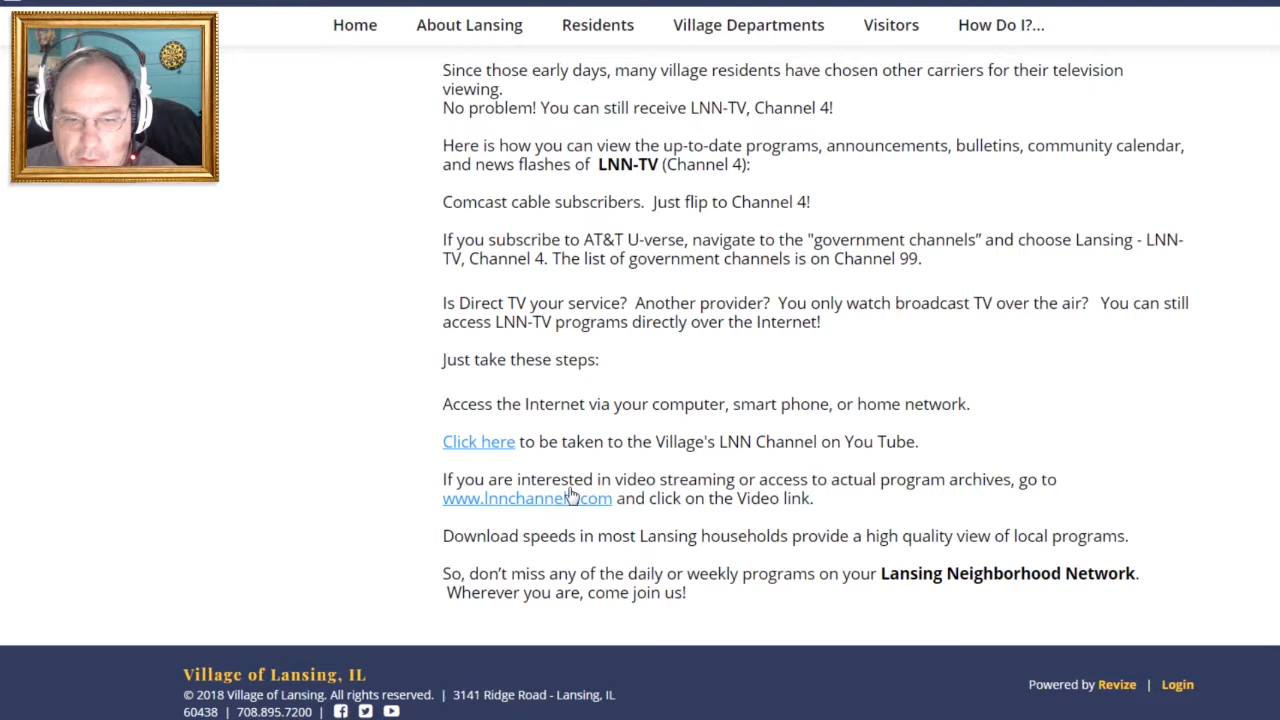 Home About Lansing Residents Village Departments Visitors How Do I?...
Since those early days, many village residents have chosen other carriers for their television
viewing.
No problem! You can still receive LNN-TV, Channel 4!
Here is how you can view the up-to-date programs, announcements, bulletins, community calendar,
and news flashes of LNN-TV (Channel 4):
Comcast cable subscribers. Just flip to Channel 4!
If you subscribe to AT&T U-verse, navigate to the "government channels” and choose Lansing - LNN-
TV, Channel 4. The list of government channels is on Channel 99.
Is Direct TV your service? Another provider? You only watch broadcast TV over the air? You can still
access LNN-TV programs directly over the Internet!
Just take these steps:
Access the Internet via your computer, smart phone, or home network.
Click here to be taken to the Village's LNN Channel on You Tube.
If you are interested in video streaming or access to actual program archives, go to
and click on the Video link.
Download speeds in most Lansing households provide a high quality view of local programs.
So, don’t miss any of the daily or weekly programs on your Lansing Neighborhood Network.
Wherever you are, come join us!
Village of Lansing, IL
© 2018 Village of Lansing. All rights reserved. | 3141 Ridge Road - Lansing, IL
60438 | 708.895.7200 |
Powered by Revize | Login